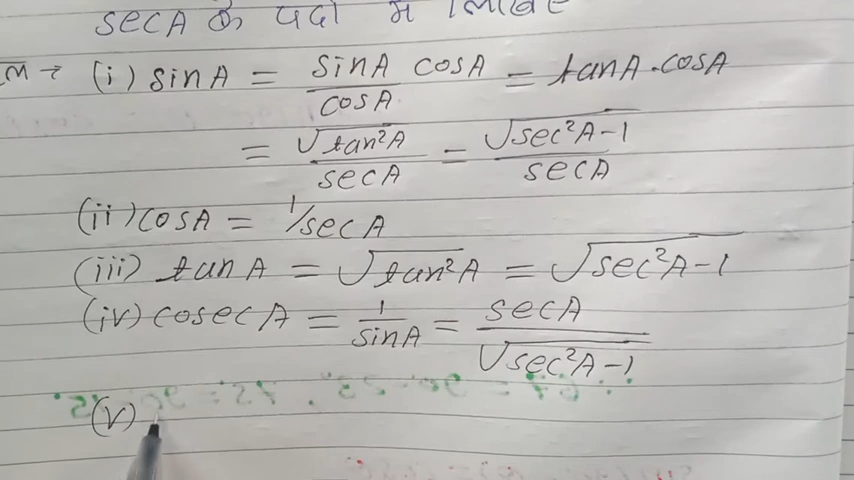 secA के पदों में लिखिए
(i) sinA = sinA cosA / cosA = tanA·cosA
= √tan²A / secA = √sec²A-1 / secA
(ii) cosA = 1/secA
(iii) tanA = √tan²A = √sec²A-1
(iv) cosecA = 1/sinA = secA / √sec²A-1
(v)